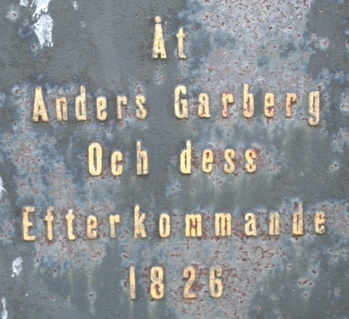 Åt
Anders Garberg
Och dess
Efterkommande
1826